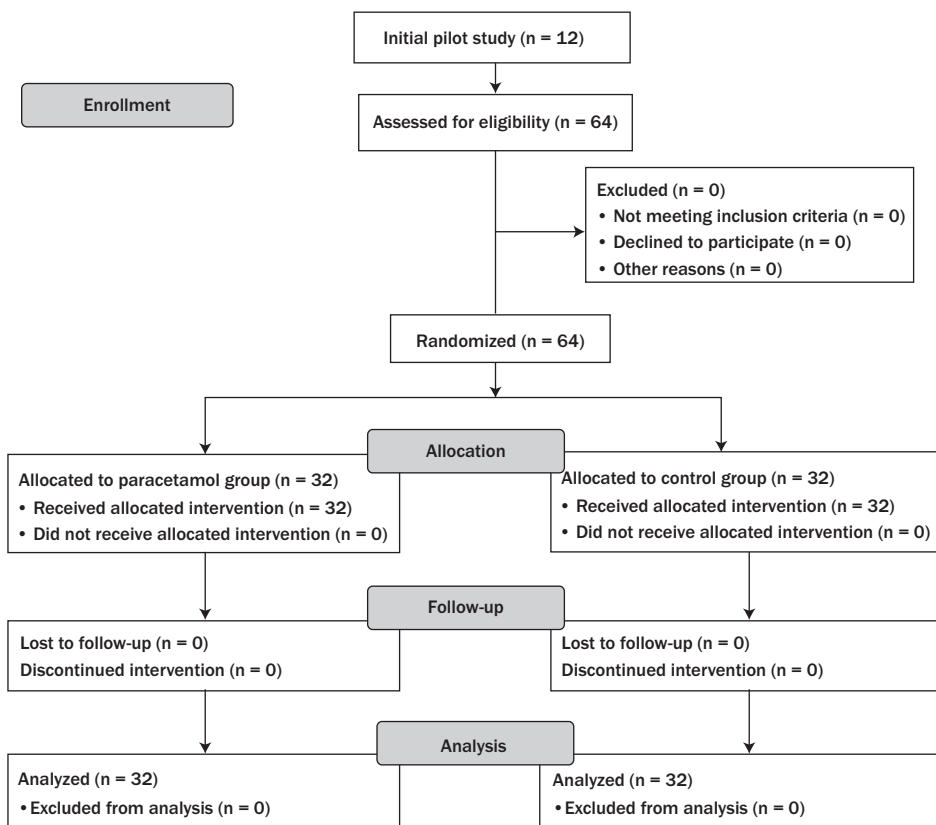 Initial pilot study (n = 12)
Enrollment
Assessed for eligibility (n = 64)
Excluded (n = 0)
• Not meeting inclusion criteria (n = 0)
• Declined to participate (n = 0)
• Other reasons (n = 0)
Randomized (n = 64)
Allocation
Allocated to paracetamol group (n = 32)
• Received allocated intervention (n = 32)
• Did not receive allocated intervention (n = 0)
Allocated to control group (n = 32)
• Received allocated intervention (n = 32)
• Did not receive allocated intervention (n = 0)
Follow-up
Lost to follow-up (n = 0)
Discontinued intervention (n = 0)
Lost to follow-up (n = 0)
Discontinued intervention (n = 0)
Analysis
Analyzed (n = 32)
• Excluded from analysis (n = 0)
Analyzed (n = 32)
• Excluded from analysis (n = 0)